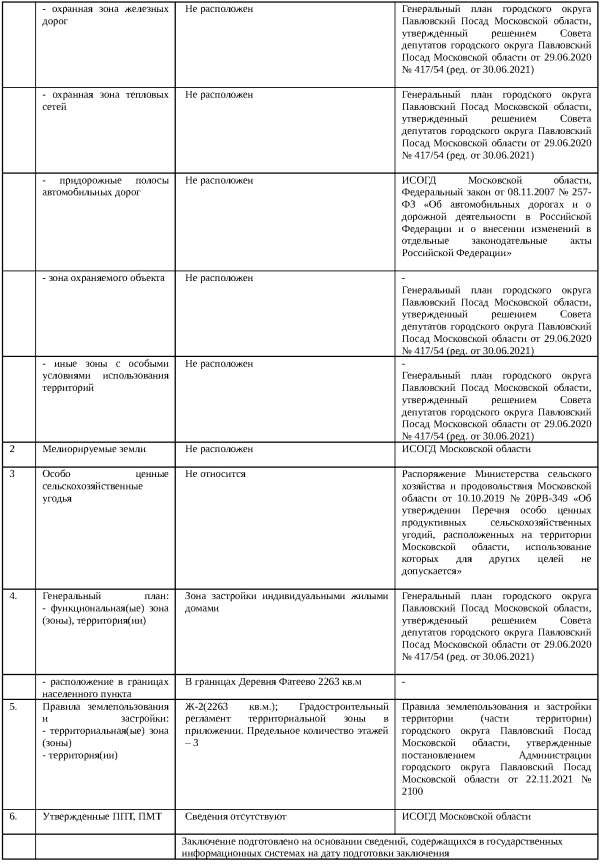 - охранная зона железных
дорог
Не расположен
Генеральный план городского округа
Павловский Посад Московской области,
утвержденный решением Совета
депутатов городского округа Павловский
Посад Московской области от 29.06.2020
№ 417/54 (ред. от 30.06.2021)
- охранная зона тепловых
сетей
Не расположен
Генеральный план городского округа
Павловский Посад Московской области,
утвержденный решением Совета
депутатов городского округа Павловский
Посад Московской области от 29.06.2020
№ 417/54 (ред. от 30.06.2021)
- придорожные полосы
автомобильных дорог
Не расположен
ИСОГД Московской области,
Федеральный закон от 08.11.2007 № 257-
ФЗ «Об автомобильных дорогах и о
дорожной деятельности в Российской
Федерации и о внесении изменений в
отдельные законодательные акты
Российской Федерации»
- зона охраняемого объекта
Не расположен
-
Генеральный план городского округа
Павловский Посад Московской области,
утвержденный решением Совета
депутатов городского округа Павловский
Посад Московской области от 29.06.2020
№ 417/54 (ред. от 30.06.2021)
- иные зоны с особыми
условиями использования
территорий
Не расположен
-
Генеральный план городского округа
Павловский Посад Московской области,
утвержденный решением Совета
депутатов городского округа Павловский
Посад Московской области от 29.06.2020
№ 417/54 (ред. от 30.06.2021)
2
Мелиорируемые земли
Не расположен
ИСОГД Московской области
3
Особо ценные
сельскохозяйственные
угодья
Не относится
Распоряжение Министерства сельского
хозяйства и продовольствия Московской
области от 10.10.2019 № 20РВ-349 «Об
утверждении Перечня особо ценных
продуктивных сельскохозяйственных
угодий, расположенных на территории
Московской области, использование
которых для других целей не
допускается»
4.
Генеральный план:
- функциональная(ые) зона
(зоны), территория(ии)
Зона застройки индивидуальными жилыми
домами
Генеральный план городского округа
Павловский Посад Московской области,
утвержденный решением Совета
депутатов городского округа Павловский
Посад Московской области от 29.06.2020
№ 417/54 (ред. от 30.06.2021)
- расположение в границах
населенного пункта
В границах Деревня Фатеево 2263 кв.м
-
5.
Правила землепользования
и застройки:
- территориальная(ые) зона
(зоны)
- территория(ии)
Ж-2(2263 кв.м.); Градостроительный
регламент территориальной зоны в
приложении. Предельное количество этажей
– 3
Правила землепользования и застройки
территории (части территории)
городского округа Павловский Посад
Московской области, утвержденные
постановлением Администрации
городского округа Павловский Посад
Московской области от 22.11.2021 №
2100
6.
Утвержденные ППТ, ПМТ
Сведения отсутствуют
ИСОГД Московской области
Заключение подготовлено на основании сведений, содержащихся в государственных
информационных системах на дату подготовки заключения